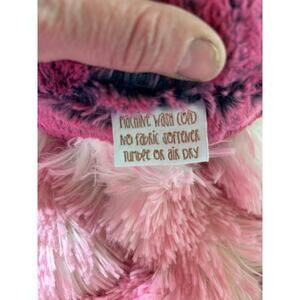 MACHINE WASH COLD
NO FABRIC SOFTENER
TUMBLE OR AIR DRY